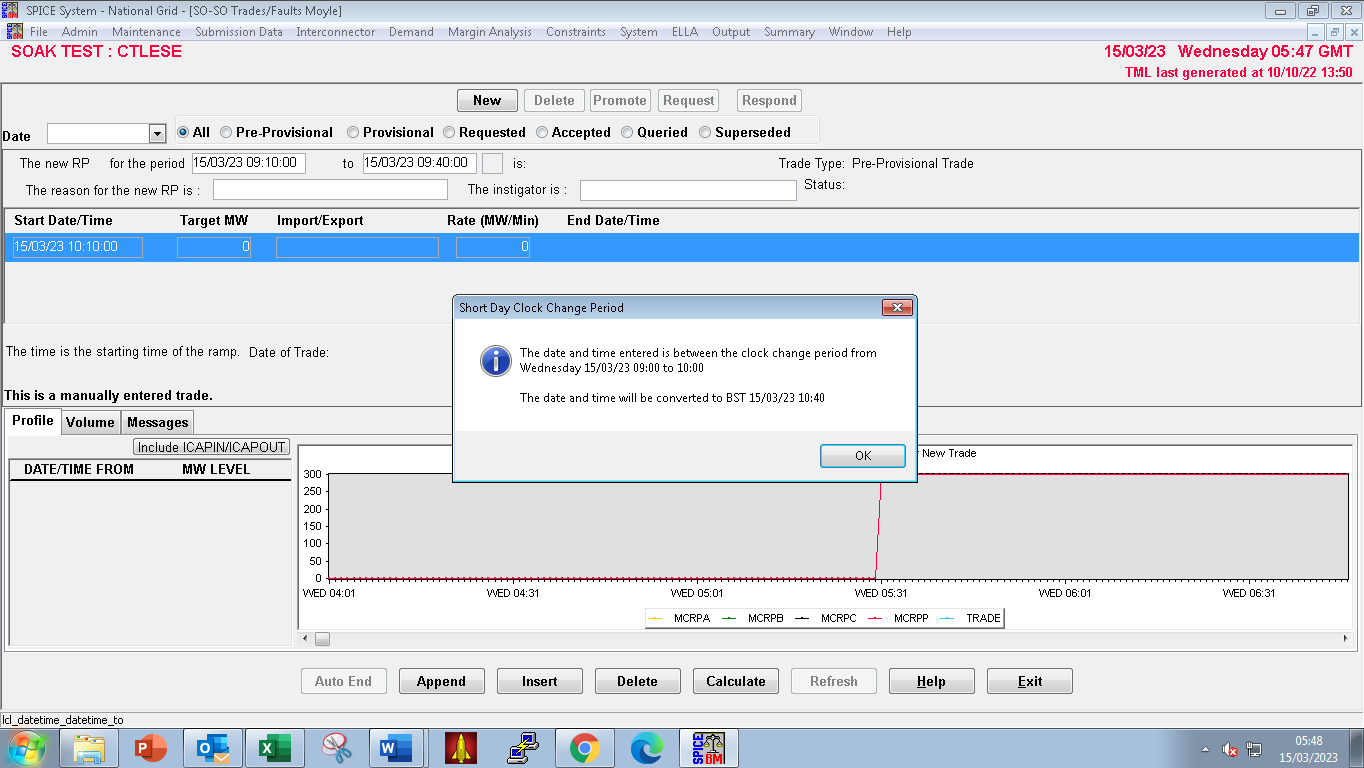 SPICE System - National Grid - [SO-SO Trades/Faults Moyle]
File Admin Maintenance Submission Data Interconnector Demand Margin Analysis Constraints System ELLA Output Summary Window Help
SOAK TEST : CTLESE 15/03/23 Wednesday 05:47 GMT
TML last generated at 10/10/22 13:50
New Delete Promote Request Respond
Date All Pre-Provisional Provisional Requested Accepted Queried Superseded
The new RP for the period 15/03/23 09:10:00 to 15/03/23 09:40:00 is: Trade Type: Pre-Provisional Trade
The reason for the new RP is : The instigator is : Status:
Start Date/Time Target MW Import/Export Rate (MW/Min) End Date/Time
15/03/23 10:10:00 0 0
Short Day Clock Change Period
The date and time entered is between the clock change period from
Wednesday 15/03/23 09:00 to 10:00
The date and time will be converted to BST 15/03/23 10:40
OK
The time is the starting time of the ramp. Date of Trade:
This is a manually entered trade.
Profile Volume Messages
Include ICAPIN/ICAPOUT
DATE/TIME FROM MW LEVEL
New Trade
300
250
200
150
100
50
0
WED 04:01 WED 04:31 WED 05:01 WED 05:31 WED 06:01 WED 06:31
MCRPA MCRPB MCRPC MCRPP TRADE
Auto End Append Insert Delete Calculate Refresh Help Exit
lcl_datetime_datetime_to
SPICE
BMI
05:48
15/03/2023